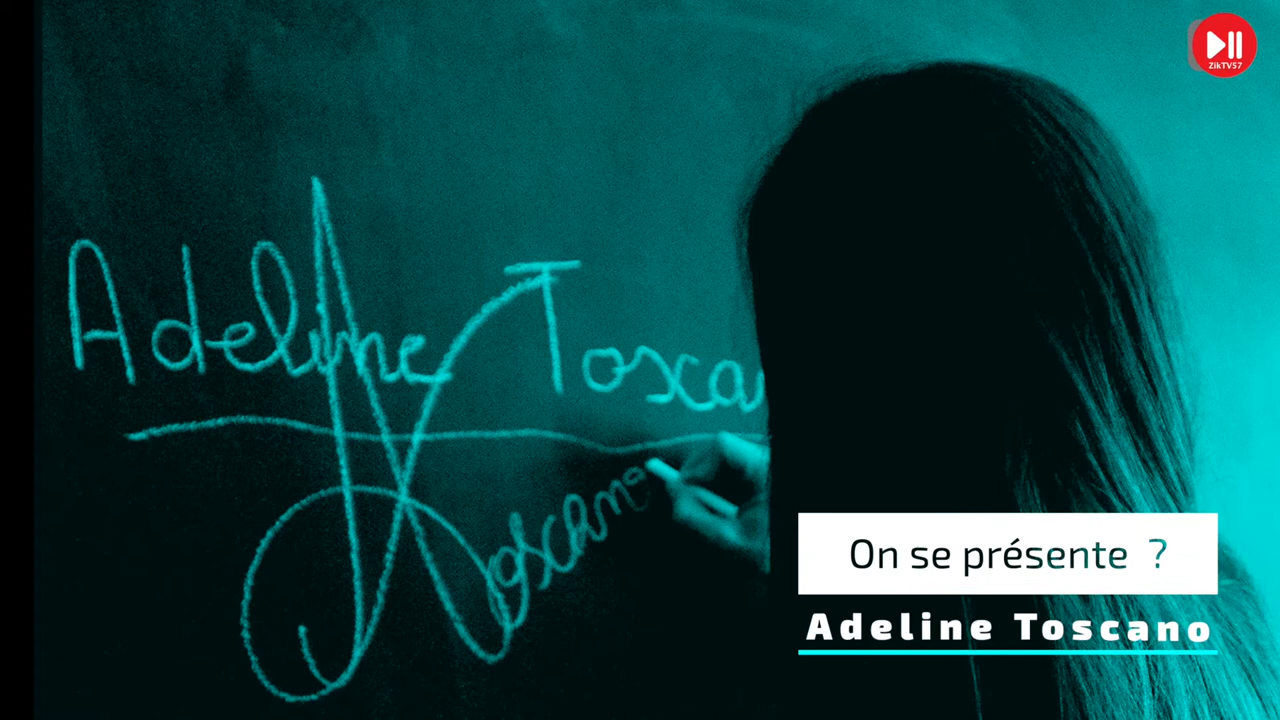 ZikTV57
Adeline Toscan
Toscano
On se présente ?
Adeline Toscano